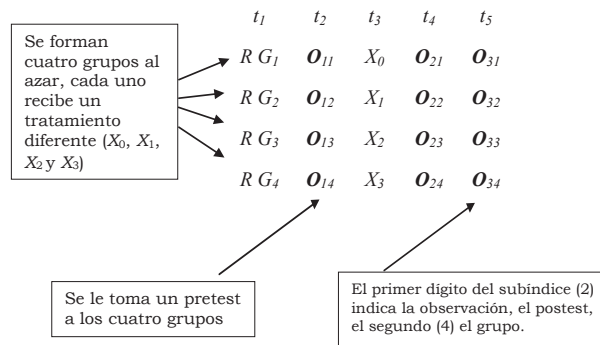 t1 t2 t3 t4 t5
Se forman
cuatro grupos al
azar, cada uno
recibe un
tratamiento
diferente (X0, X1,
X2 y X3)
R G1 O11 X0 O21 O31
R G2 O12 X1 O22 O32
R G3 O13 X2 O23 O33
R G4 O14 X3 O24 O34
Se le toma un pretest
a los cuatro grupos
El primer dígito del subíndice (2)
indica la observación, el postest,
el segundo (4) el grupo.